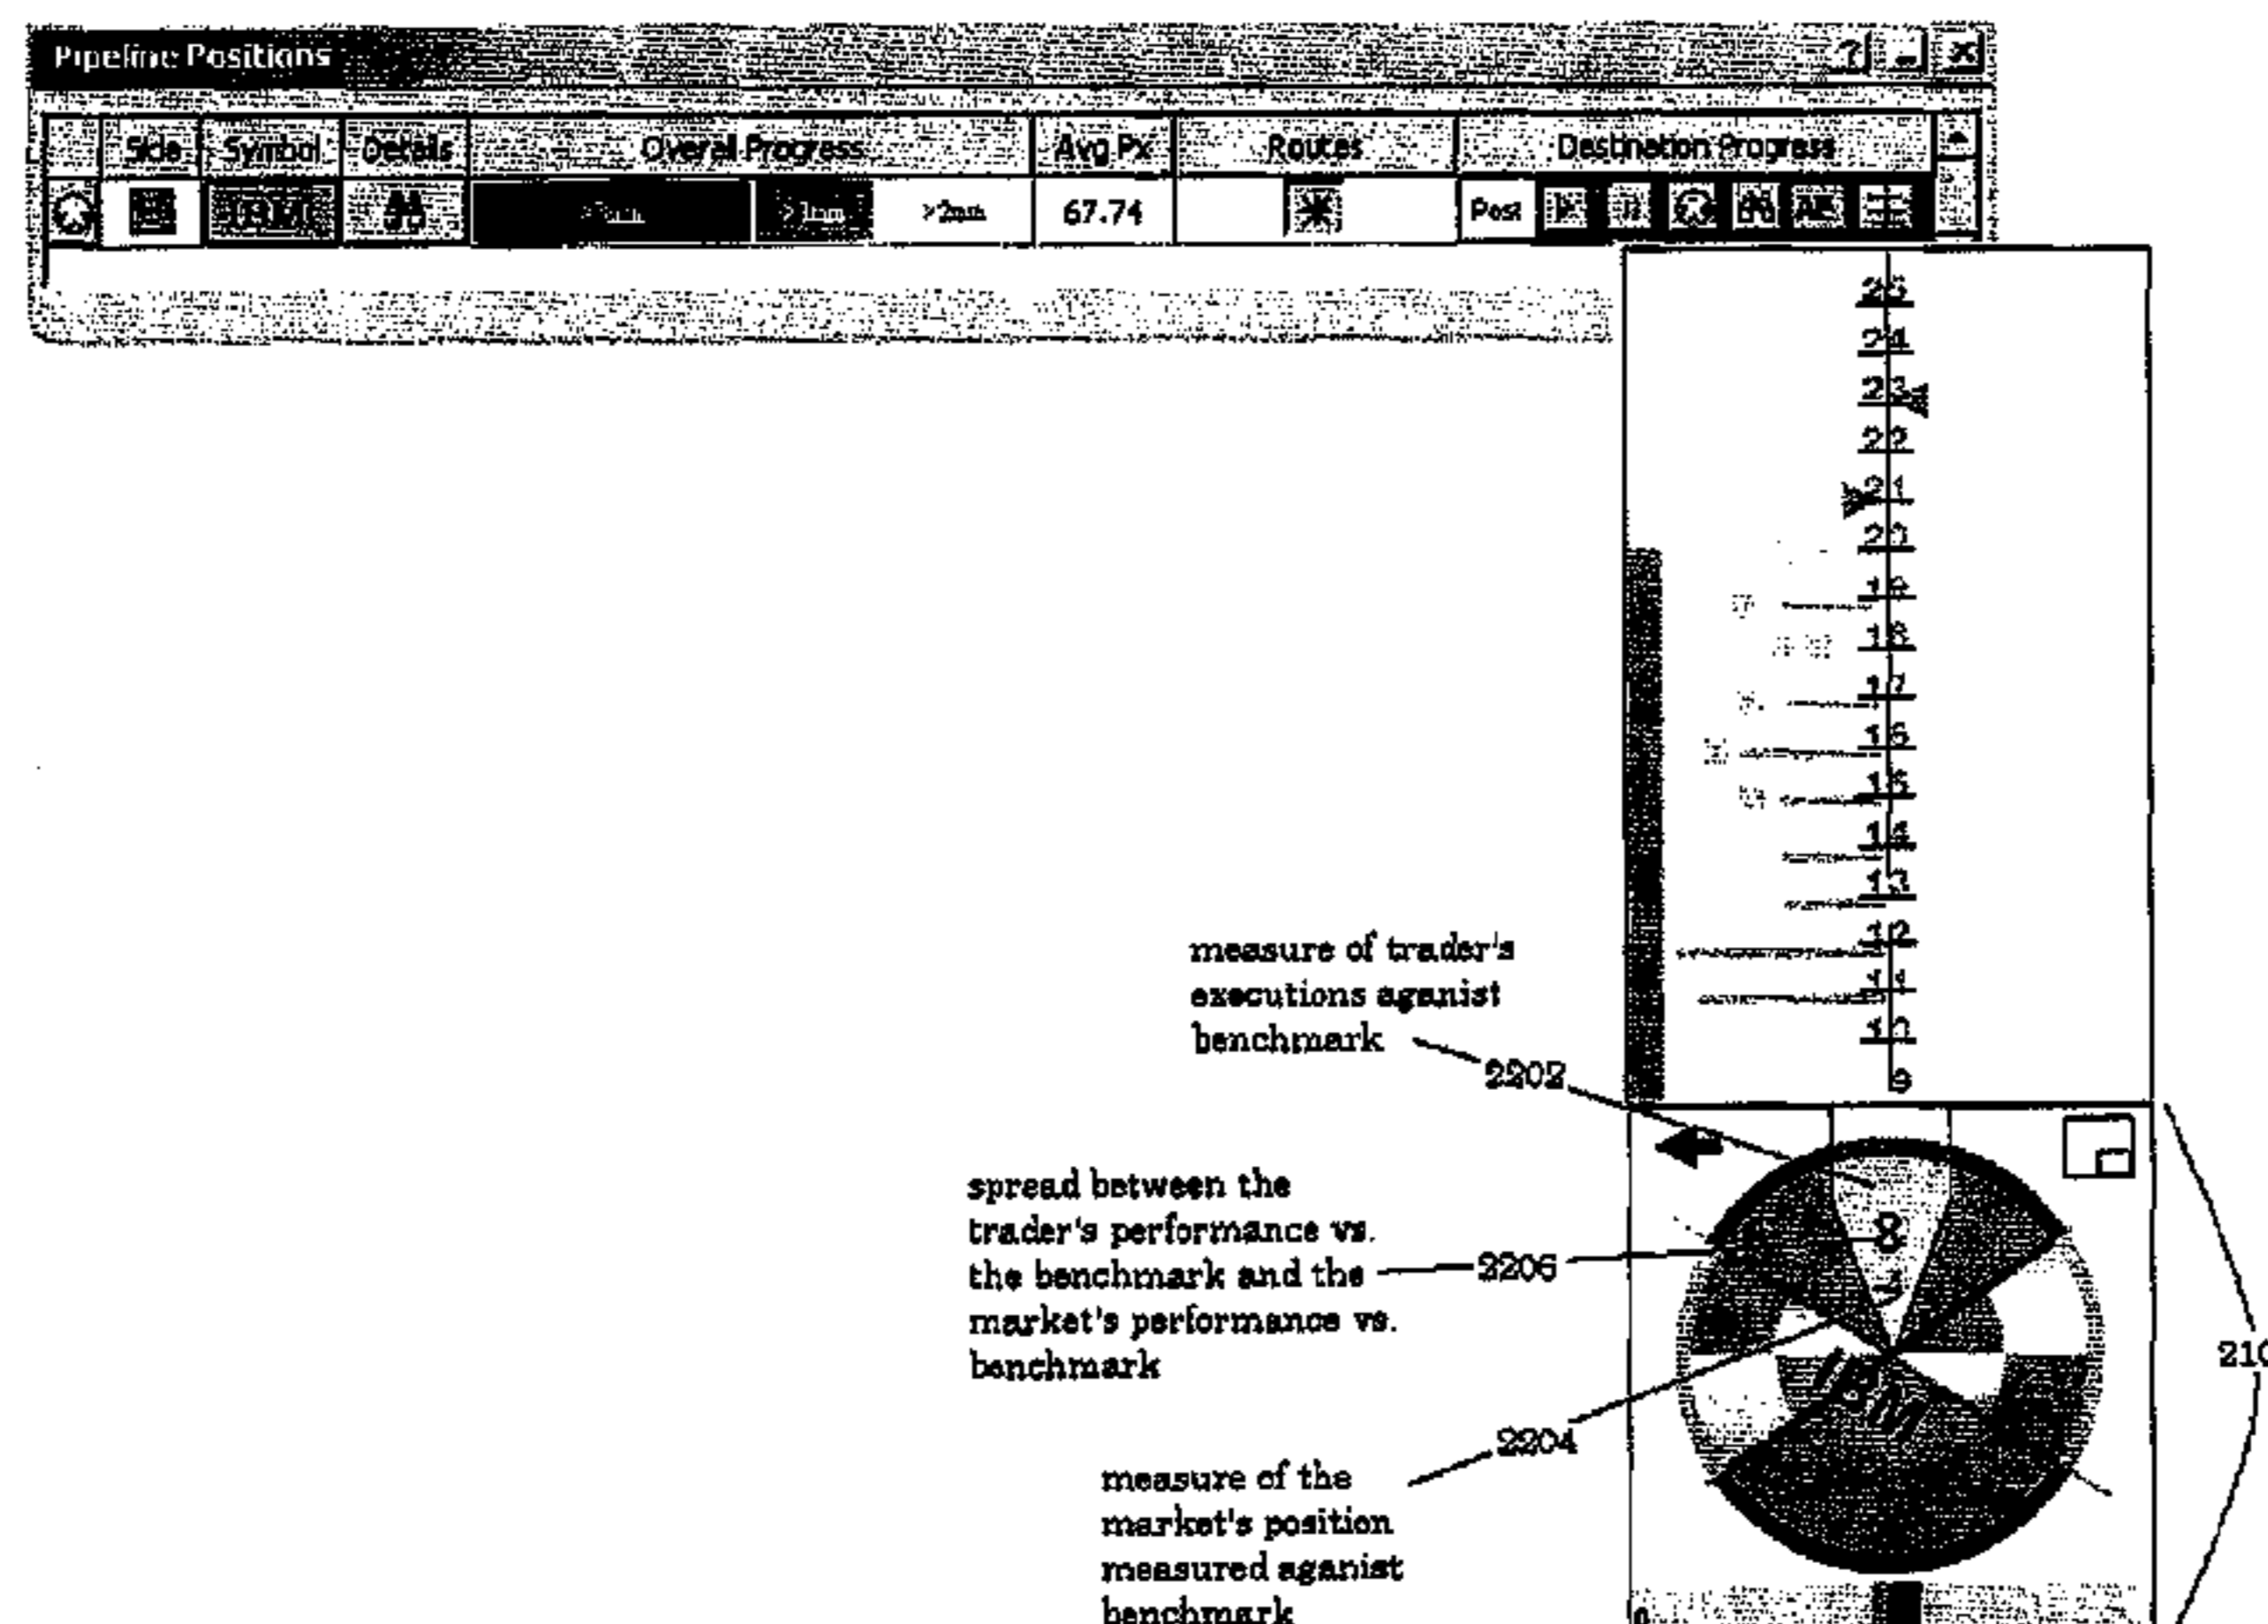 Pipeline Positions
? - x
Side Symbol Details Overall Progress Avg Px Routes Destination Progress
>2mm 67.74 Post
25
24
23
22
21
20
19
18
17
16
15
14
13
12
11
10
9
measure of trader's
executions aganist
benchmark
2202
8
spread between the
trader's performance vs.
the benchmark and the
market's performance vs.
benchmark
2206
IBM
210
2204
measure of the
market's position
measured aganist
benchmark
0